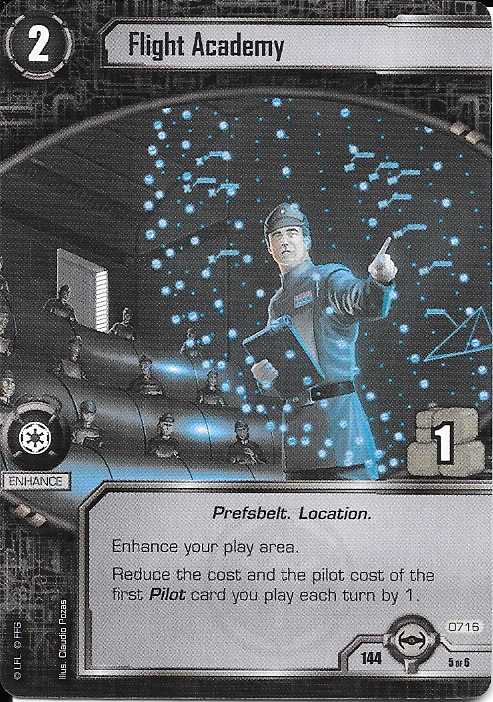 2
Flight Academy
1
ENHANCE
Prefsbelt. Location.
Enhance your play area.
Reduce the cost and the pilot cost of the
first Pilot card you play each turn by 1.
0716
144
5 OF 6
© LFL © FFG
Illus. Claudio Pozas